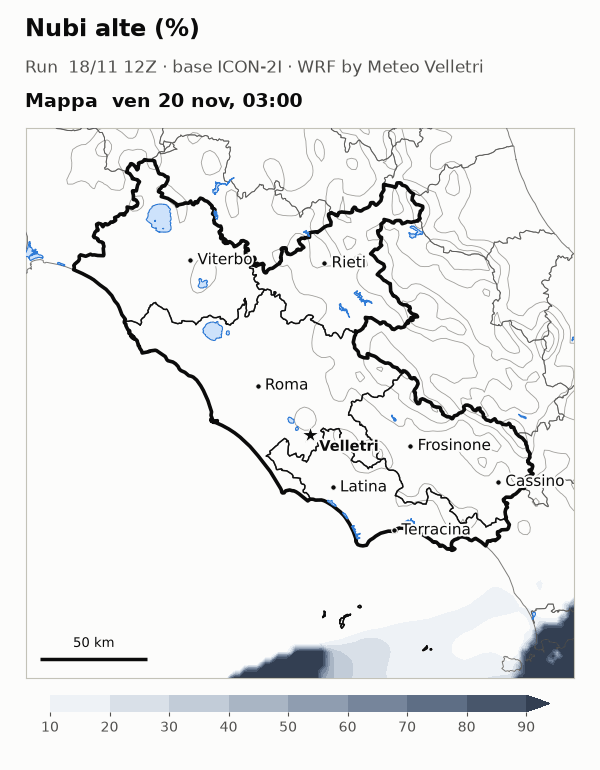 Nubi alte (%)
Run  18/11 12Z · base ICON-2I · WRF by Meteo Velletri
Mappa  ven 20 nov, 03:00
Viterbo
Rieti
Roma
Velletri
Frosinone
Cassino
Latina
Terracina
50 km
10 20 30 40 50 60 70 80 90